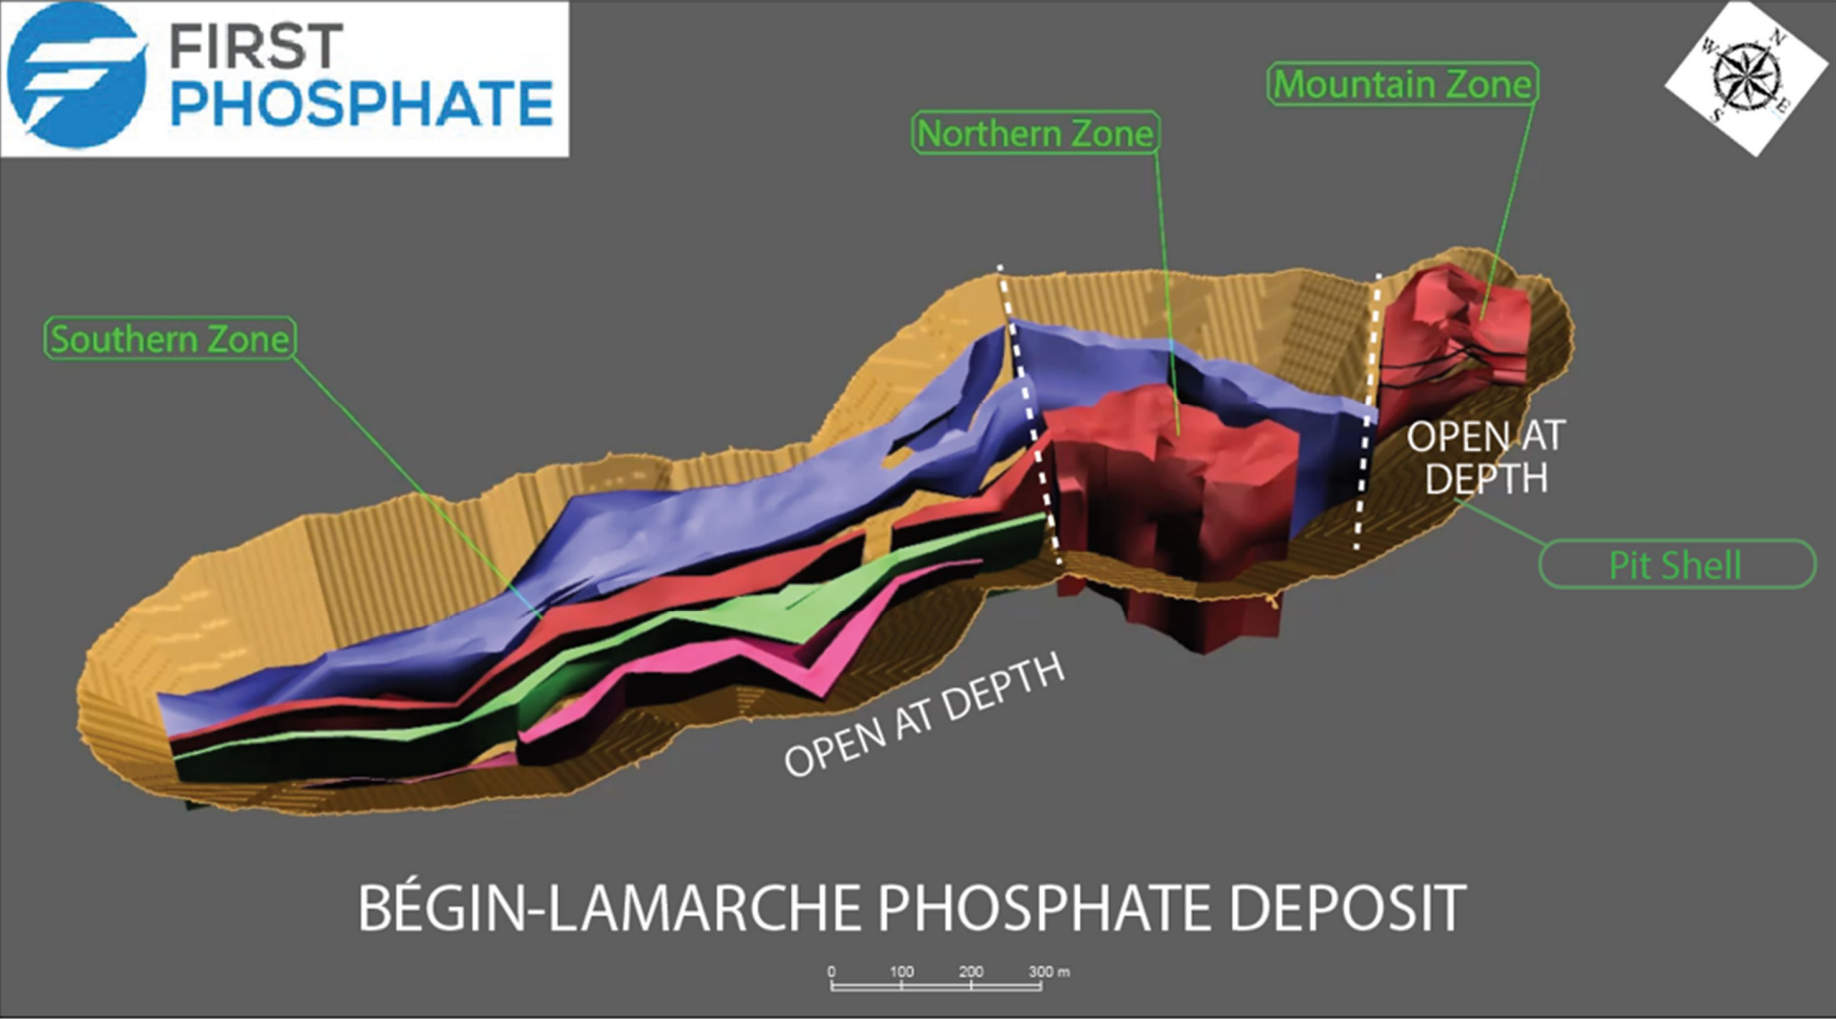 FIRST
PHOSPHATE
Mountain Zone
N
W
E
S
Northern Zone
Southern Zone
OPEN AT
DEPTH
Pit Shell
OPEN AT DEPTH
BÉGIN-LAMARCHE PHOSPHATE DEPOSIT
0 100 200 300 m